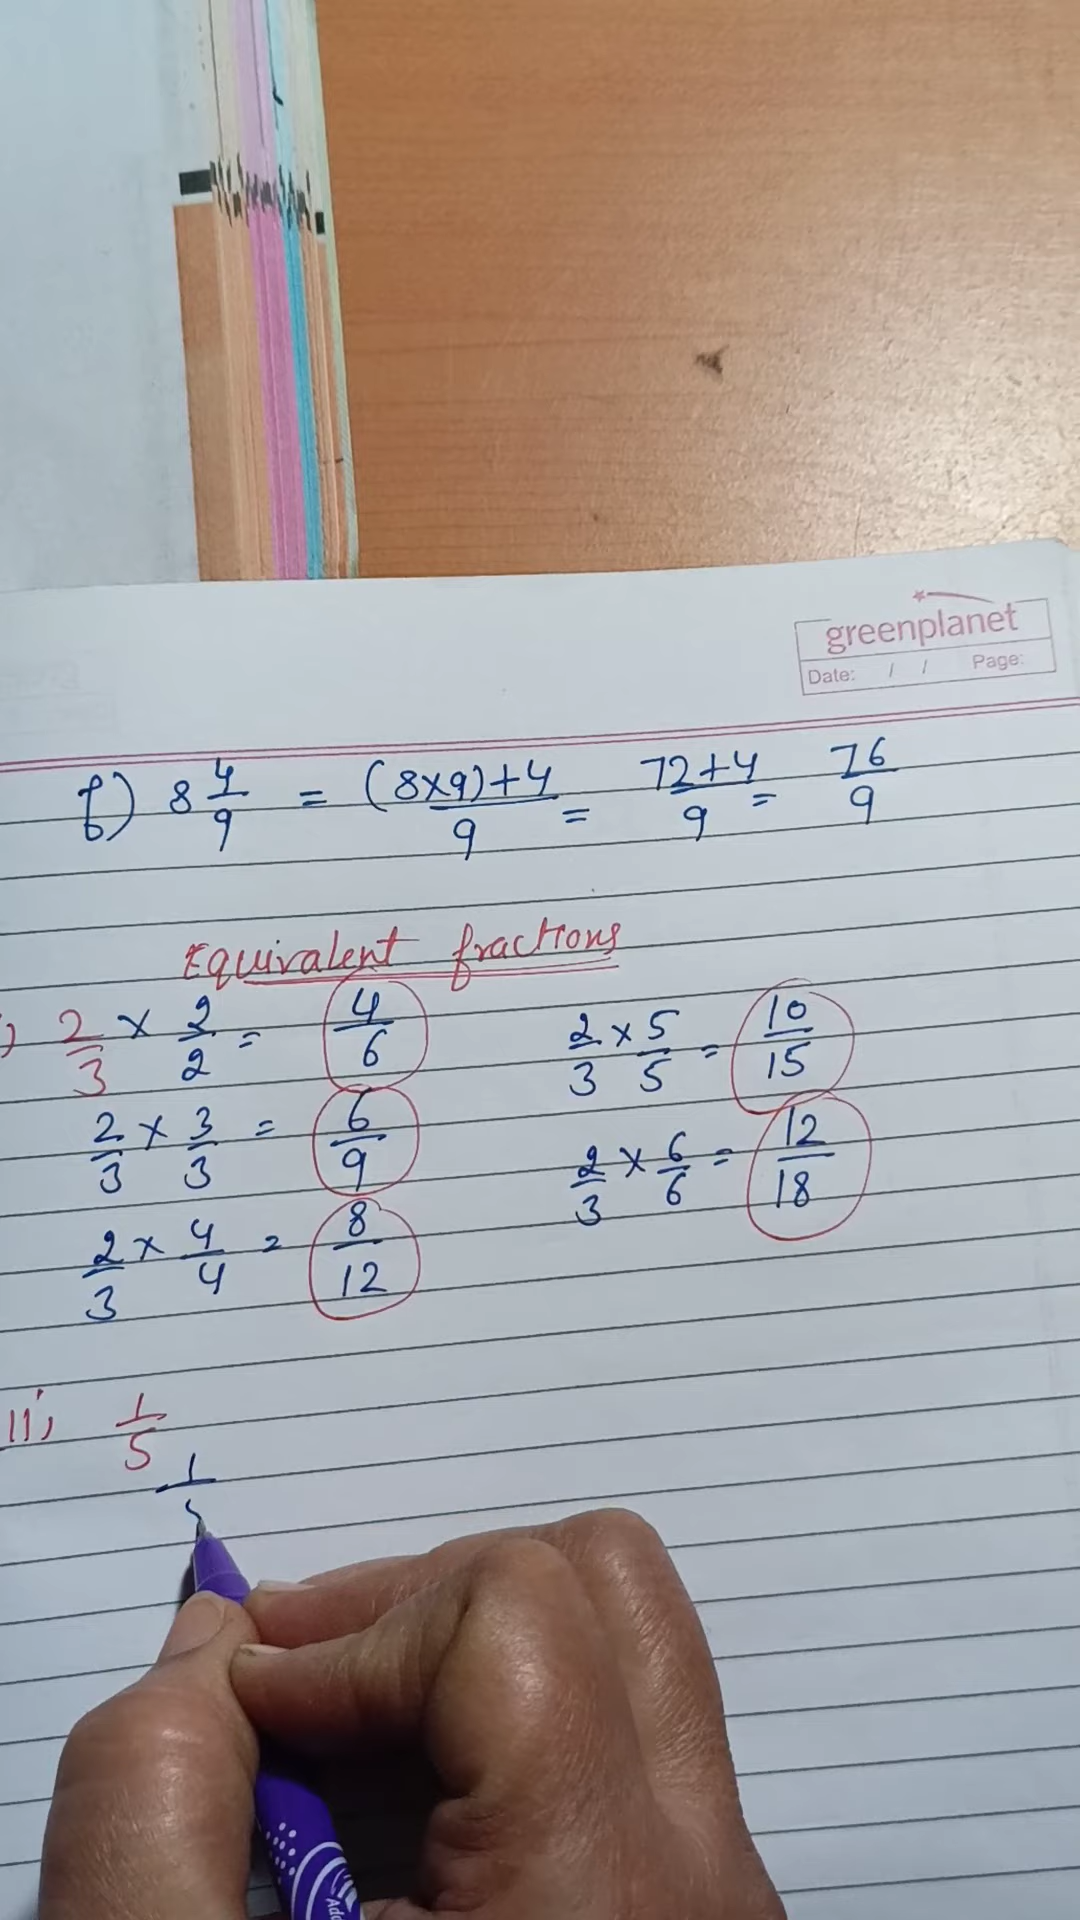 greenplanet
Date: / / Page:
f) 8 4/9 = (8×9)+4/9 = 72+4/9 = 76/9
Equivalent fractions
i) 2/3 × 2/2 = 4/6
2/3 × 3/3 = 6/9
2/3 × 4/4 = 8/12
2/3 × 5/5 = 10/15
2/3 × 6/6 = 12/18
ii) 1/5
1/